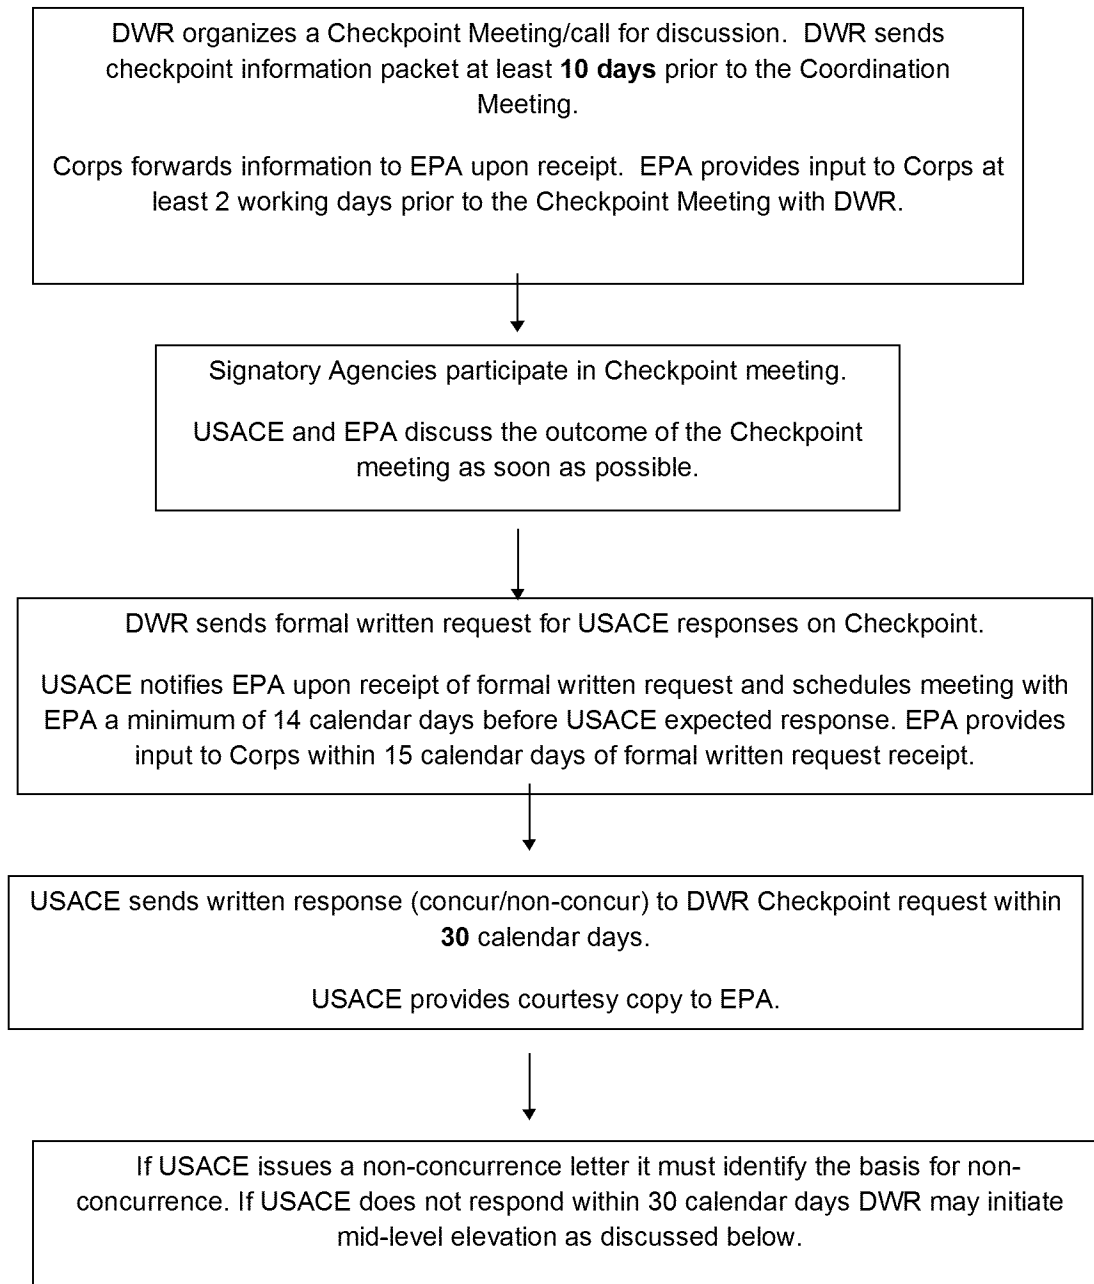 DWR organizes a Checkpoint Meeting/call for discussion.  DWR sends
checkpoint information packet at least 10 days prior to the Coordination
Meeting.
Corps forwards information to EPA upon receipt.  EPA provides input to Corps at
least 2 working days prior to the Checkpoint Meeting with DWR.
Signatory Agencies participate in Checkpoint meeting.
USACE and EPA discuss the outcome of the Checkpoint
meeting as soon as possible.
DWR sends formal written request for USACE responses on Checkpoint.
USACE notifies EPA upon receipt of formal written request and schedules meeting with
EPA a minimum of 14 calendar days before USACE expected response. EPA provides
input to Corps within 15 calendar days of formal written request receipt.
USACE sends written response (concur/non-concur) to DWR Checkpoint request within
30 calendar days.
USACE provides courtesy copy to EPA.
If USACE issues a non-concurrence letter it must identify the basis for non-
concurrence. If USACE does not respond within 30 calendar days DWR may initiate
mid-level elevation as discussed below.